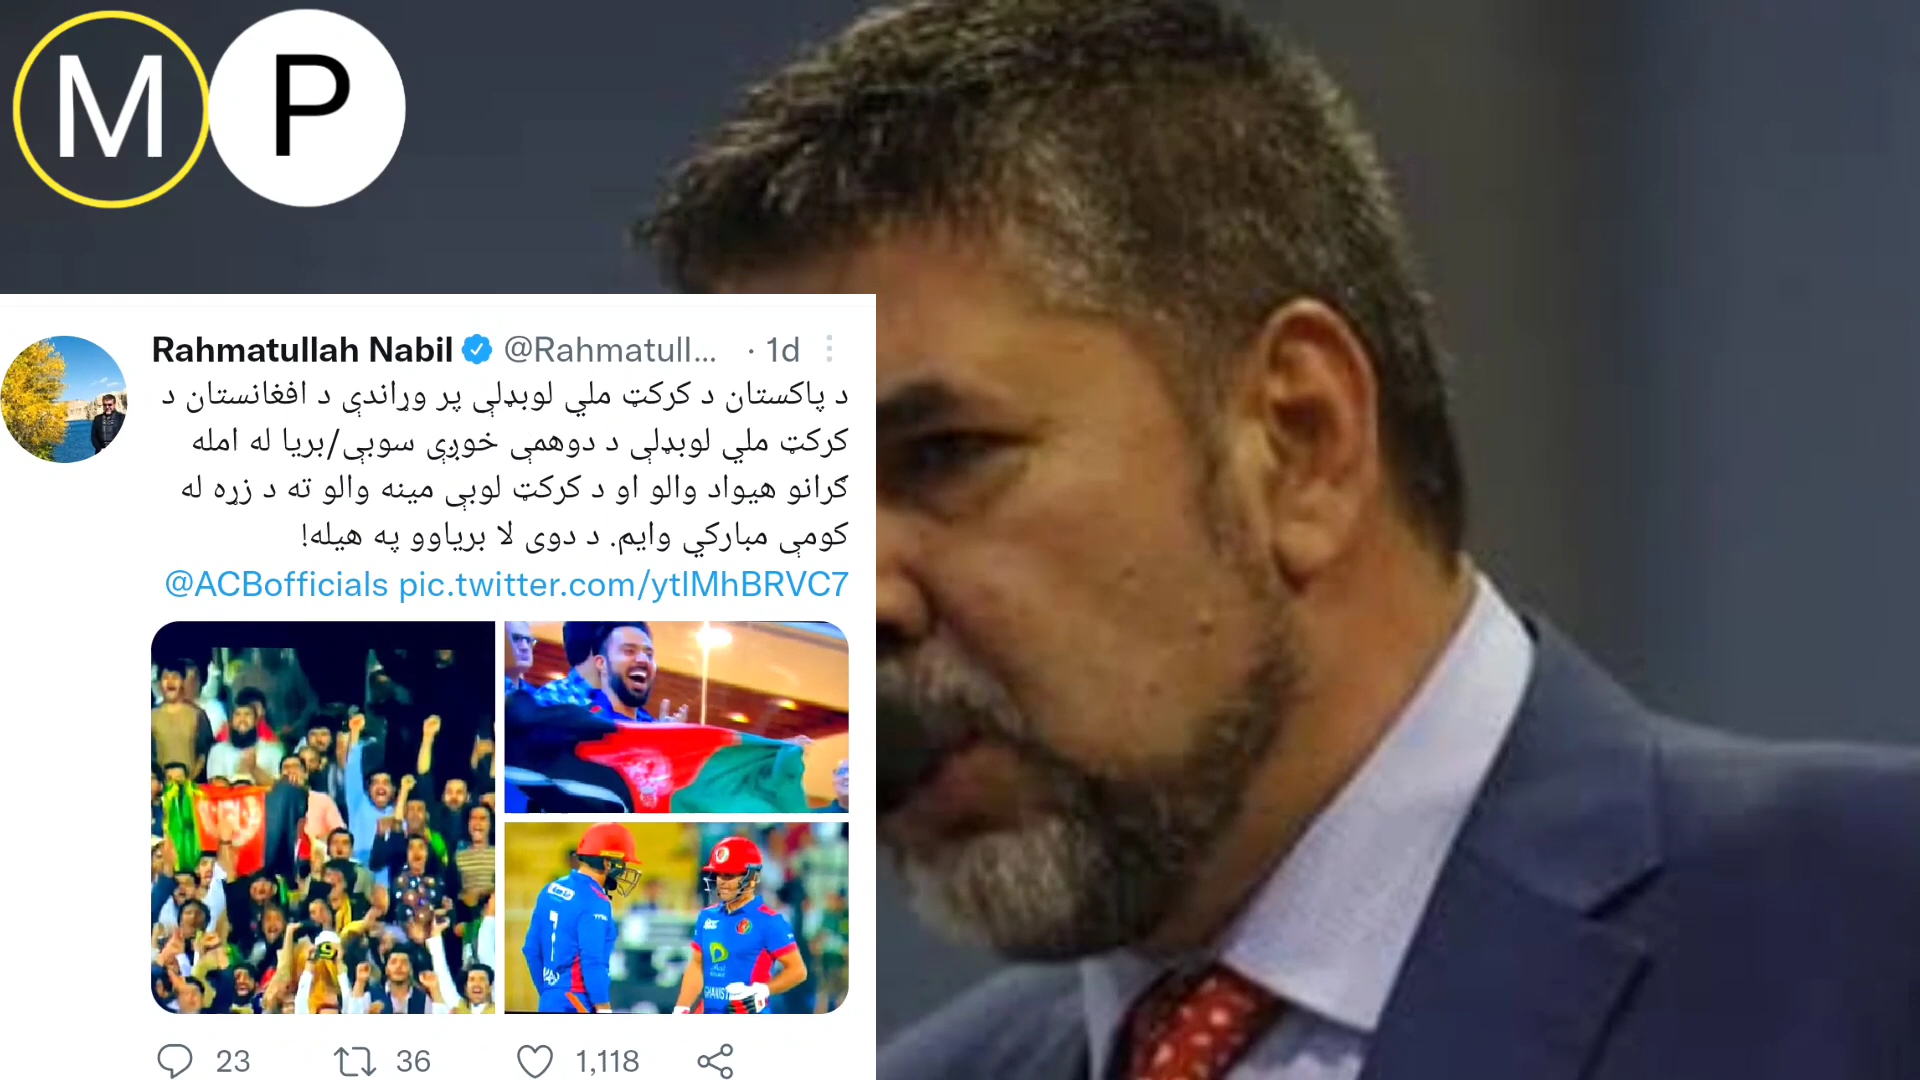 M P
Rahmatullah Nabil @Rahmatull... · 1d
د پاکستان د کرکټ ملي لوبډلې پر وړاندې د افغانستان د
کرکټ ملي لوبډلې د دوهمې خوږې سوبې/بریا له امله
ګرانو هیواد والو او د کرکټ لوبې مینه والو ته د زړه له
کومې مبارکي وایم. د دوی لا بریاوو په هیله!
@ACBofficials pic.twitter.com/ytlMhBRVC7
23 36 1,118